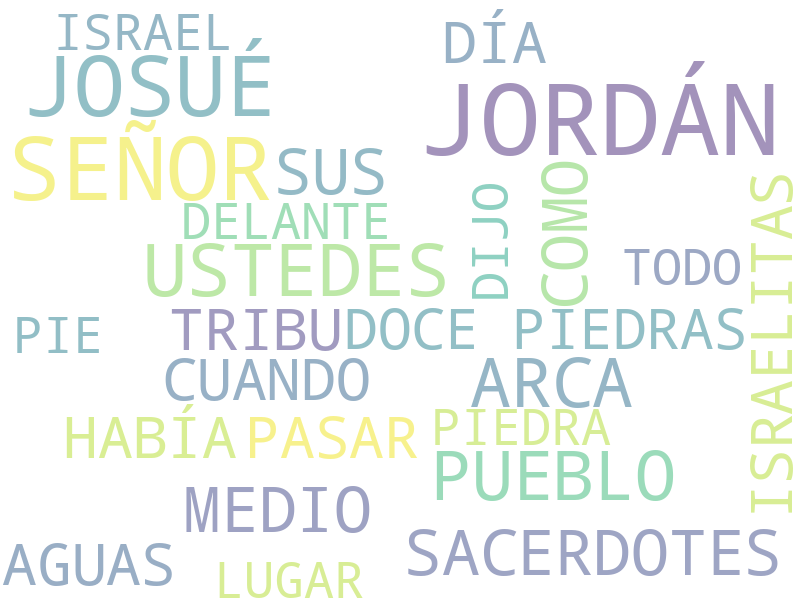 ISRAEL
DÍA
JOSUÉ
JORDÁN
SEÑOR
SUS
DELANTE
DIJO
COMO
USTEDES
TODO
ISRAELITAS
PIE
TRIBU
DOCE PIEDRAS
CUANDO
ARCA
HABÍA
PASAR
PIEDRA
PUEBLO
MEDIO
SACERDOTES
AGUAS
LUGAR